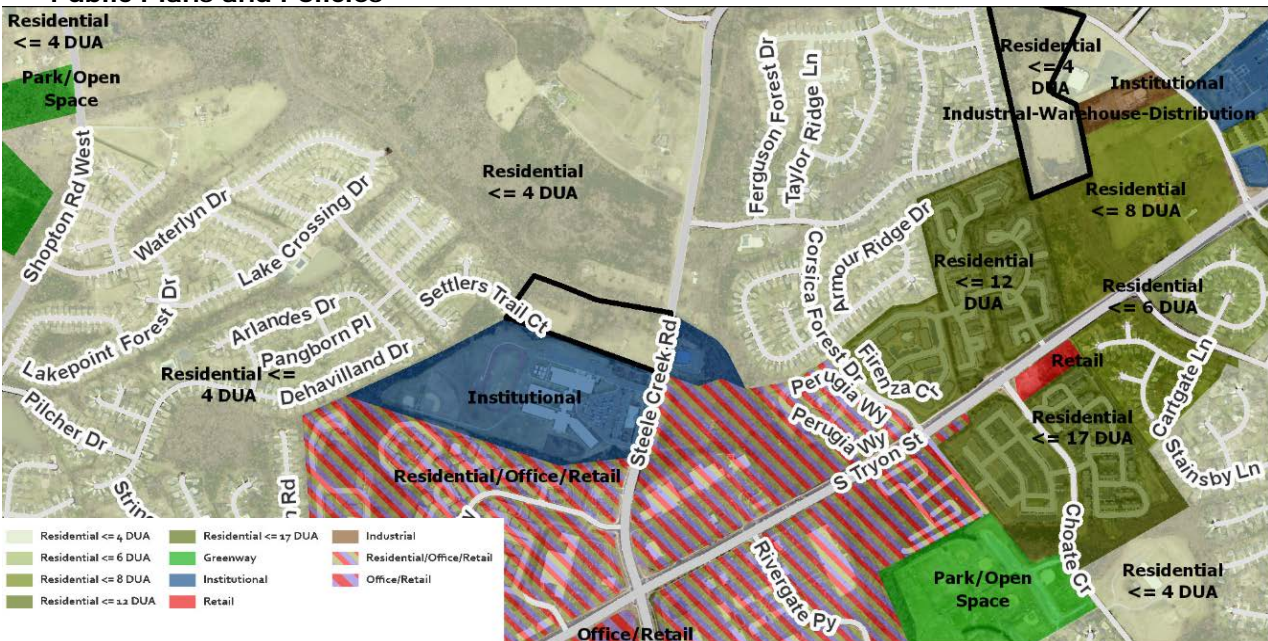 Public Plans and Policies
Residential
<= 4 DUA
Park/Open
Space
Shopton Rd West
Waterlyn Dr
Lake Crossing Dr
Lakepoint Forest Dr
Arlandes Dr
Pangborn Pl
Dehavilland Dr
Settlers Trail Ct
Residential <=
4 DUA
Pilcher Dr
Residential
<= 4 DUA
Institutional
Steele Creek Rd
Residential/Office/Retail
Ferguson Forest Dr
Taylor Ridge Ln
Corsica Forest Dr
Armour Ridge Dr
Firenza Ct
Perugia Wy
Perugia Wy
S Tryon St
Residential
<= 4
DUA
Institutional
Industrial-Warehouse-Distribution
Residential
<= 8 DUA
Residential
<= 12
DUA
Residential
<= 6 DUA
Retail
Residential
<= 17 DUA
Cartgate Ln
Stainsby Ln
Choate Cr
Rivergate Py
Park/Open
Space
Residential
<= 4 DUA
Office/Retail
Rd
Residential <= 4 DUA
Residential <= 6 DUA
Residential <= 8 DUA
Residential <= 12 DUA
Residential <= 17 DUA
Greenway
Institutional
Retail
Industrial
Residential/Office/Retail
Office/Retail